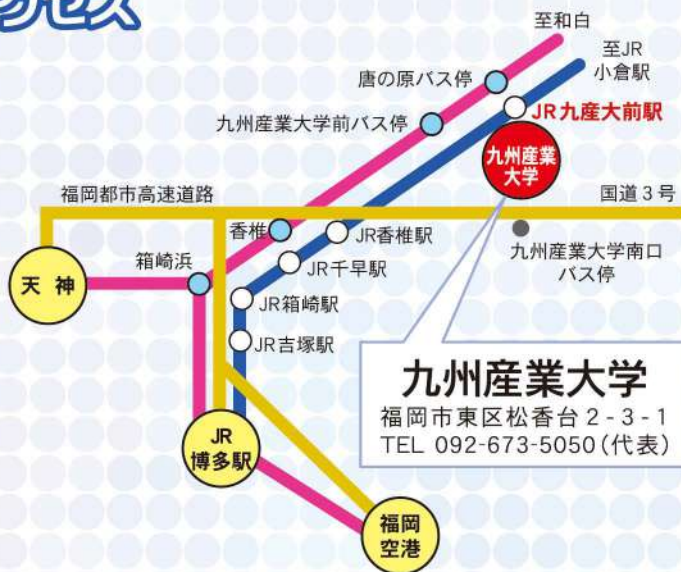 クセス
至和白
至JR
小倉駅
唐の原バス停
JR九産大前駅
九州産業大学前バス停
九州産業
大学
福岡都市高速道路
国道3号
香椎
JR香椎駅
九州産業大学南口
バス停
箱崎浜
JR千早駅
天神
JR箱崎駅
JR吉塚駅
九州産業大学
福岡市東区松香台2-3-1
TEL 092-673-5050(代表)
JR
博多駅
福岡
空港